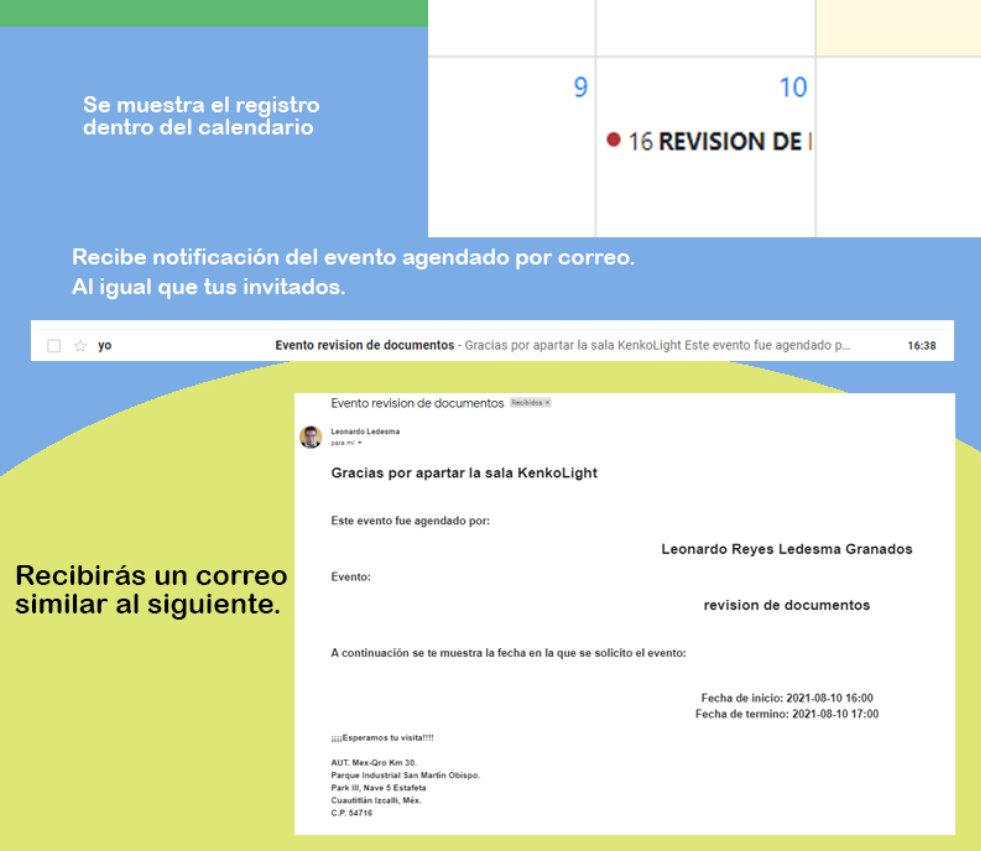 9
10
Se muestra el registro
dentro del calendario
16 REVISION DE
Recibe notificación del evento agendado por correo.
Al igual que tus invitados.
yo Evento revision de documentos - Gracias por apartar la sala KenkoLight Este evento fue agendado p... 16:38
Evento revision de documentos Recibidos ×
Leonardo Ledesma
para mí
Gracias por apartar la sala KenkoLight
Este evento fue agendado por:
Leonardo Reyes Ledesma Granados
Evento:
revision de documentos
Recibirás un correo
similar al siguiente.
A continuación se te muestra la fecha en la que se solicito el evento:
Fecha de inicio: 2021-08-10 16:00
Fecha de termino: 2021-08-10 17:00
¡¡¡¡Esperamos tu visita!!!!
AUT. Mex-Qro Km 30.
Parque Industrial San Martin Obispo.
Park III, Nave 5 Estafeta
Cuautitlán Izcalli, Méx.
C.P. 54716